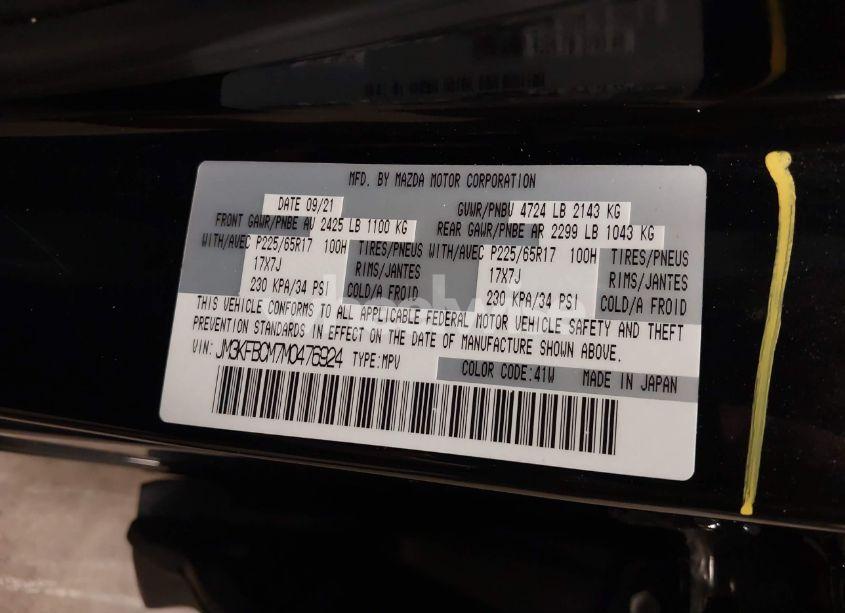 MFD. BY MAZDA MOTOR CORPORATION
DATE 09/21 GVWR/PNBV 4724 LB 2143 KG
FRONT GAWR/PNBE AV 2425 LB 1100 KG REAR GAWR/PNBE AR 2299 LB 1043 KG
WITH/AVEC P225/65R17 100H TIRES/PNEUS WITH/AVEC P225/65R17 100H TIRES/PNEUS
17X7J RIMS/JANTES 17X7J RIMS/JANTES
230 KPA/34 PSI COLD/A FROID 230 KPA/34 PSI COLD/A FROID
THIS VEHICLE CONFORMS TO ALL APPLICABLE FEDERAL MOTOR VEHICLE SAFETY AND THEFT
PREVENTION STANDARDS IN EFFECT ON THE DATE OF MANUFACTURE SHOWN ABOVE.
VIN: JM3KFBCM7M0476924 TYPE:MPV COLOR CODE:41W MADE IN JAPAN